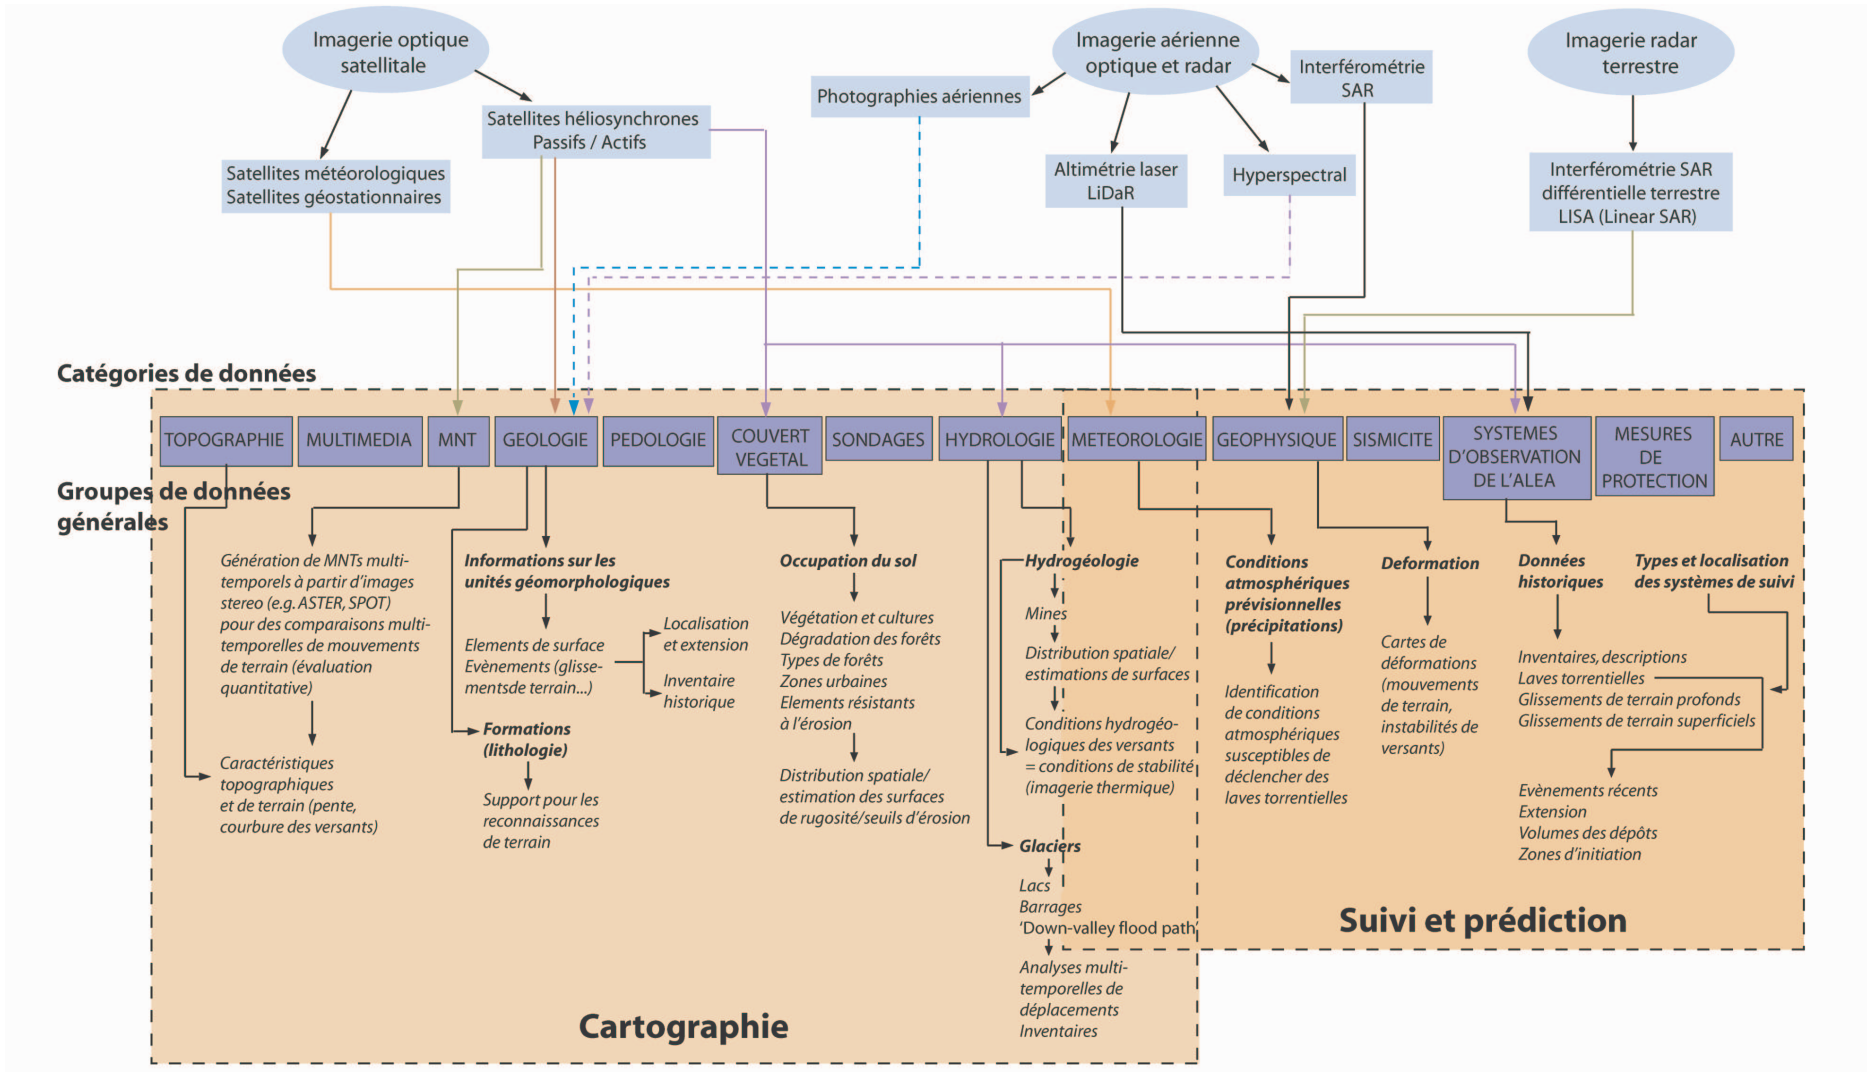 Imagerie optique
satellitale
Imagerie aérienne
optique et radar
Imagerie radar
terrestre
Interférométrie
SAR
Photographies aériennes
Satellites héliosynchrones
Passifs / Actifs
Satellites météorologiques
Satellites géostationnaires
Altimétrie laser
LiDaR
Hyperspectral
Interférométrie SAR
différentielle terrestre
LISA (Linear SAR)
Catégories de données
TOPOGRAPHIE
MULTIMEDIA
MNT
GEOLOGIE
PEDOLOGIE
COUVERT
VEGETAL
SONDAGES
HYDROLOGIE
METEOROLOGIE
GEOPHYSIQUE
SISMICITE
SYSTEMES
D'OBSERVATION
DE L'ALEA
MESURES
DE
PROTECTION
AUTRE
Groupes de données
générales
Génération de MNTs multi-
temporels à partir d'images
stereo (e.g. ASTER, SPOT)
pour des comparaisons multi-
temporelles de mouvements
de terrain (évaluation
quantitative)
Caractéristiques
topographiques
et de terrain (pente,
courbure des versants)
Informations sur les
unités géomorphologiques
Elements de surface
Evènements (glisse-
mentsde terrain...)
Localisation
et extension
Inventaire
historique
Formations
(lithologie)
Support pour les
reconnaissances
de terrain
Occupation du sol
Végétation et cultures
Dégradation des forêts
Types de forêts
Zones urbaines
Elements résistants
à l'érosion
Distribution spatiale/
estimation des surfaces
de rugosité/seuils d'érosion
Hydrogéologie
Mines
Distribution spatiale/
estimations de surfaces
Conditions hydrogéo-
logiques des versants
= conditions de stabilité
(imagerie thermique)
Glaciers
Lacs
Barrages
'Down-valley flood path'
Analyses multi-
temporelles de
déplacements
Inventaires
Conditions
atmosphériques
prévisionnelles
(précipitations)
Identification
de conditions
atmosphériques
susceptibles de
déclencher des
laves torrentielles
Deformation
Cartes de
déformations
(mouvements
de terrain,
instabilités de
versants)
Données
historiques
Inventaires, descriptions
Laves torrentielles
Glissements de terrain profonds
Glissements de terrain superficiels
Evènements récents
Extension
Volumes des dépôts
Zones d'initiation
Types et localisation
des systèmes de suivi
Suivi et prédiction
Cartographie